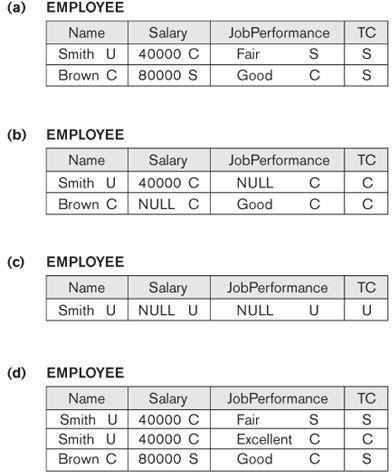 (a) EMPLOYEE
Name Salary JobPerformance TC
Smith U 40000 C Fair S S
Brown C 80000 S Good C S
(b) EMPLOYEE
Name Salary JobPerformance TC
Smith U 40000 C NULL C C
Brown C NULL C Good C C
(c) EMPLOYEE
Name Salary JobPerformance TC
Smith U NULL U NULL U U
(d) EMPLOYEE
Name Salary JobPerformance TC
Smith U 40000 C Fair S S
Smith U 40000 C Excellent C C
Brown C 80000 S Good C S